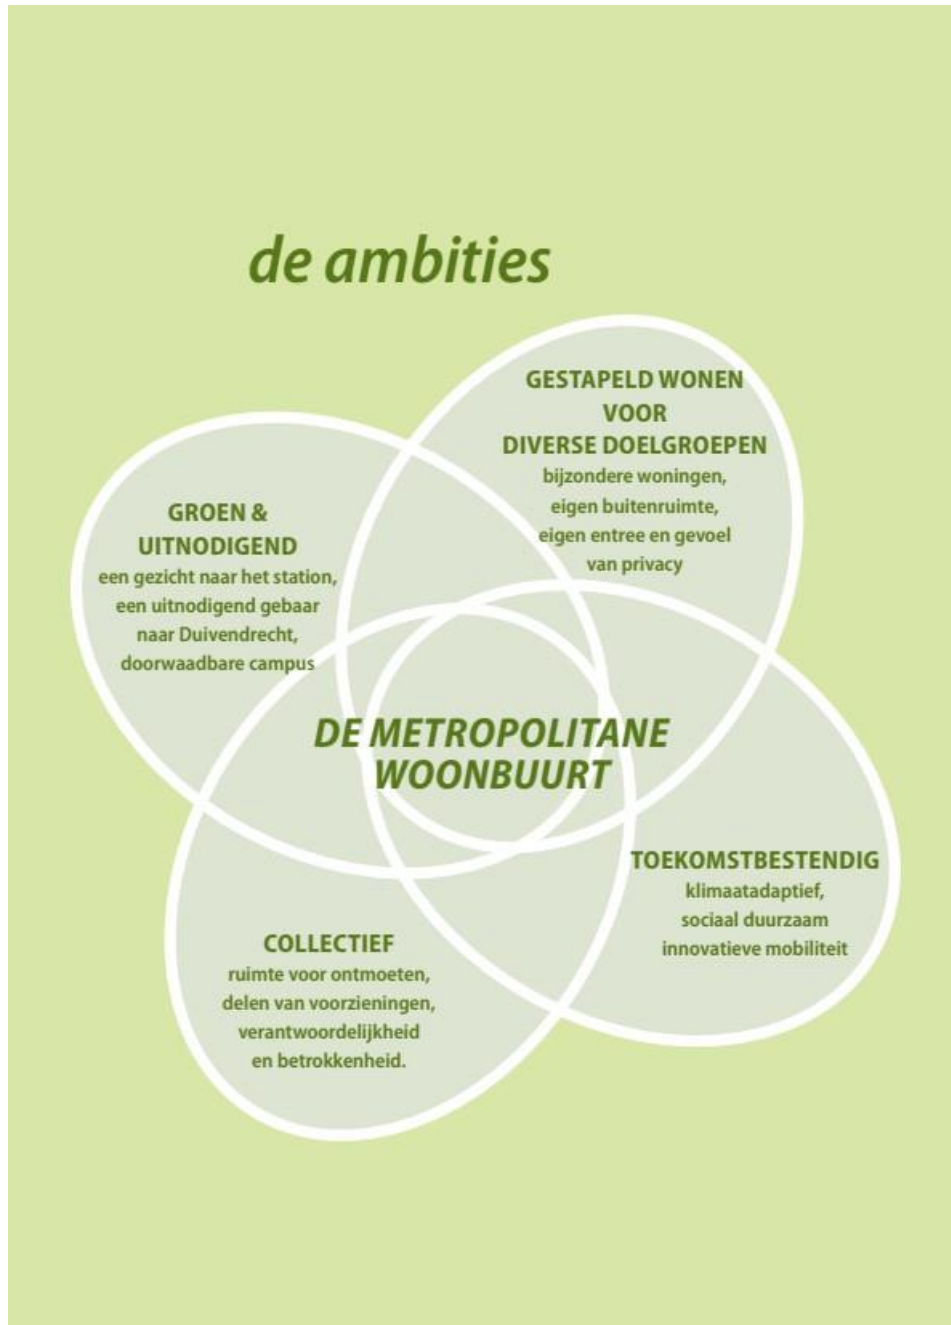 de ambities
GESTAPELD WONEN
VOOR
DIVERSE DOELGROEPEN
bijzondere woningen,
eigen buitenruimte,
eigen entree en gevoel
van privacy
GROEN &
UITNODIGEND
een gezicht naar het station,
een uitnodigend gebaar
naar Duivendrecht,
doorwaadbare campus
DE METROPOLITANE
WOONBUURT
TOEKOMSTBESTENDIG
klimaatadaptief,
sociaal duurzaam
innovatieve mobiliteit
COLLECTIEF
ruimte voor ontmoeten,
delen van voorzieningen,
verantwoordelijkheid
en betrokkenheid.